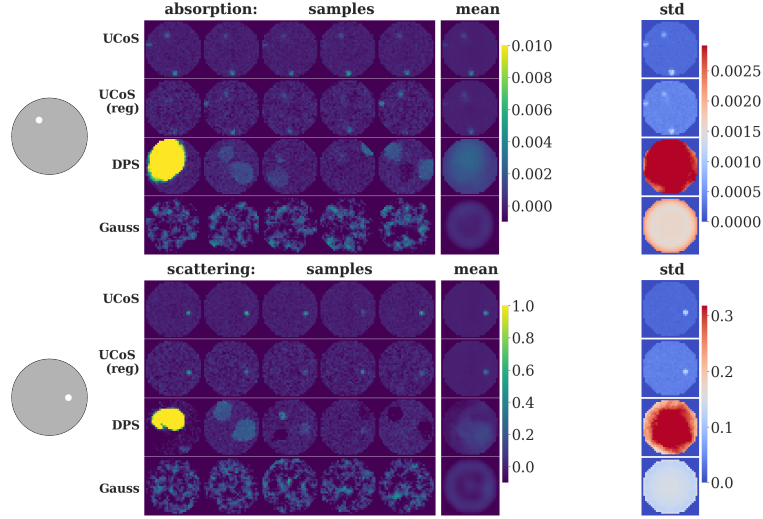 absorption: samples mean std
UCoS
UCoS
(reg)
DPS
Gauss
0.010
0.008
0.006
0.004
0.002
0.000
0.0025
0.0020
0.0015
0.0010
0.0005
0.0000
scattering: samples mean std
UCoS
UCoS
(reg)
DPS
Gauss
1.0
0.8
0.6
0.4
0.2
0.0
0.3
0.2
0.1
0.0